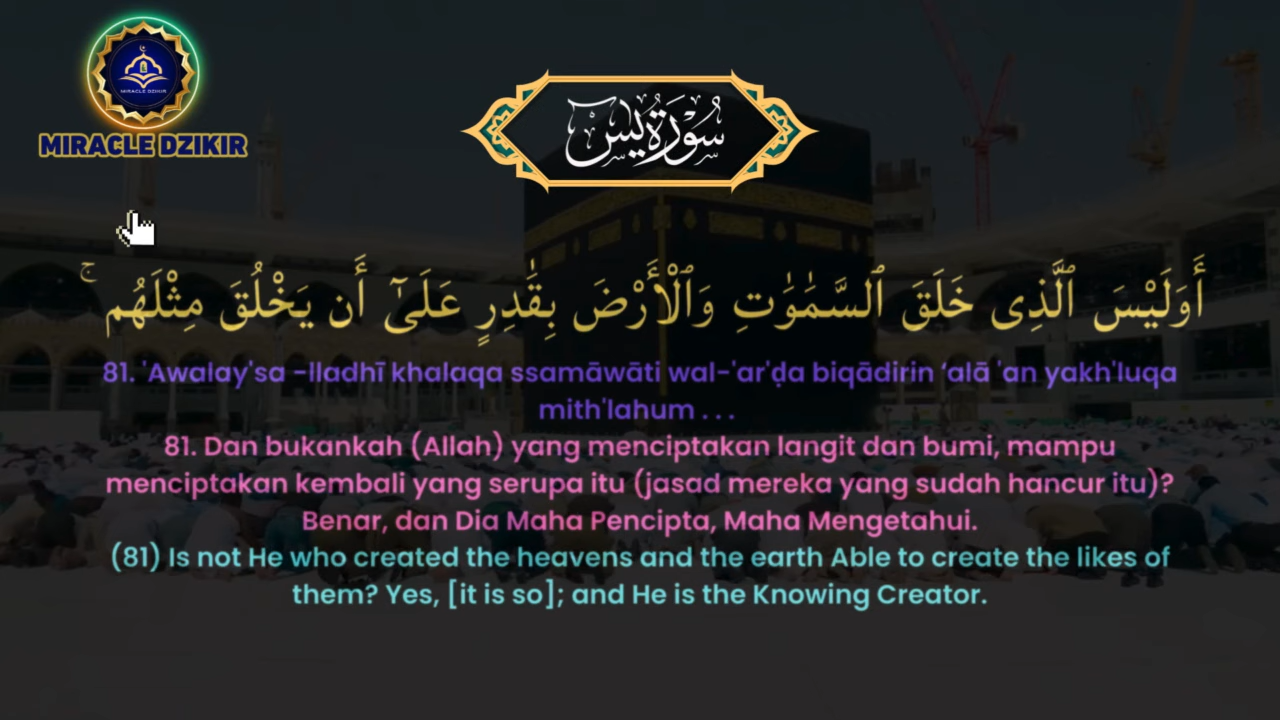 MIRACLE DZIKIR
MIRACLE DZIKIR
سُوْرَةُ يٰسٓ
أَوَلَيْسَ ٱلَّذِى خَلَقَ ٱلسَّمَٰوَٰتِ وَٱلْأَرْضَ بِقَٰدِرٍ عَلَىٰٓ أَن يَخْلُقَ مِثْلَهُم ۚ
81. 'Awalay'sa -lladhī khalaqa ssamāwāti wal-'ar'ḍa biqādirin ‘alā 'an yakh'luqa
mith'lahum . . .
81. Dan bukankah (Allah) yang menciptakan langit dan bumi, mampu
menciptakan kembali yang serupa itu (jasad mereka yang sudah hancur itu)?
Benar, dan Dia Maha Pencipta, Maha Mengetahui.
(81) Is not He who created the heavens and the earth Able to create the likes of
them? Yes, [it is so]; and He is the Knowing Creator.